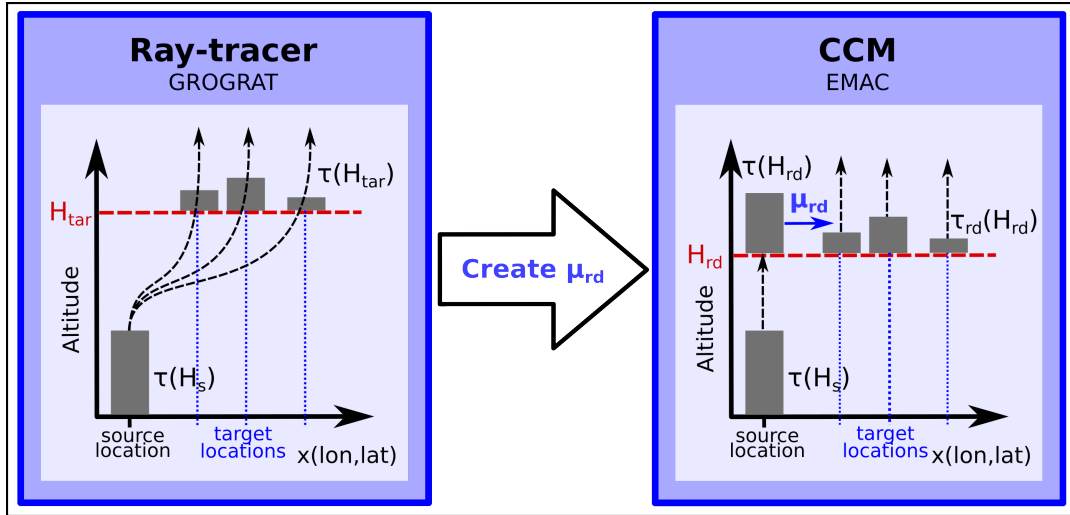 Ray-tracer
GROGRAT
τ(H_tar)
H_tar
Altitude
τ(H_s)
source
location
target
locations
x(lon,lat)
Create μ_rd
CCM
EMAC
τ(H_rd)
μ_rd
τ_rd(H_rd)
H_rd
Altitude
τ(H_s)
source
location
target
locations
x(lon,lat)